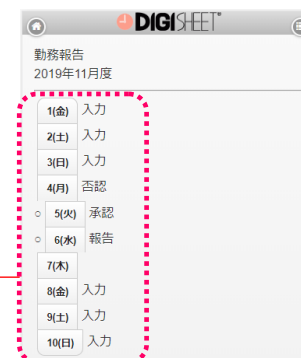 DIGISHEET
勤務報告
2019年11月度
1(金) 入力
2(土) 入力
3(日) 入力
4(月) 否認
○ 5(火) 承認
○ 6(水) 報告
7(木)
8(金) 入力
9(土) 入力
10(日) 入力